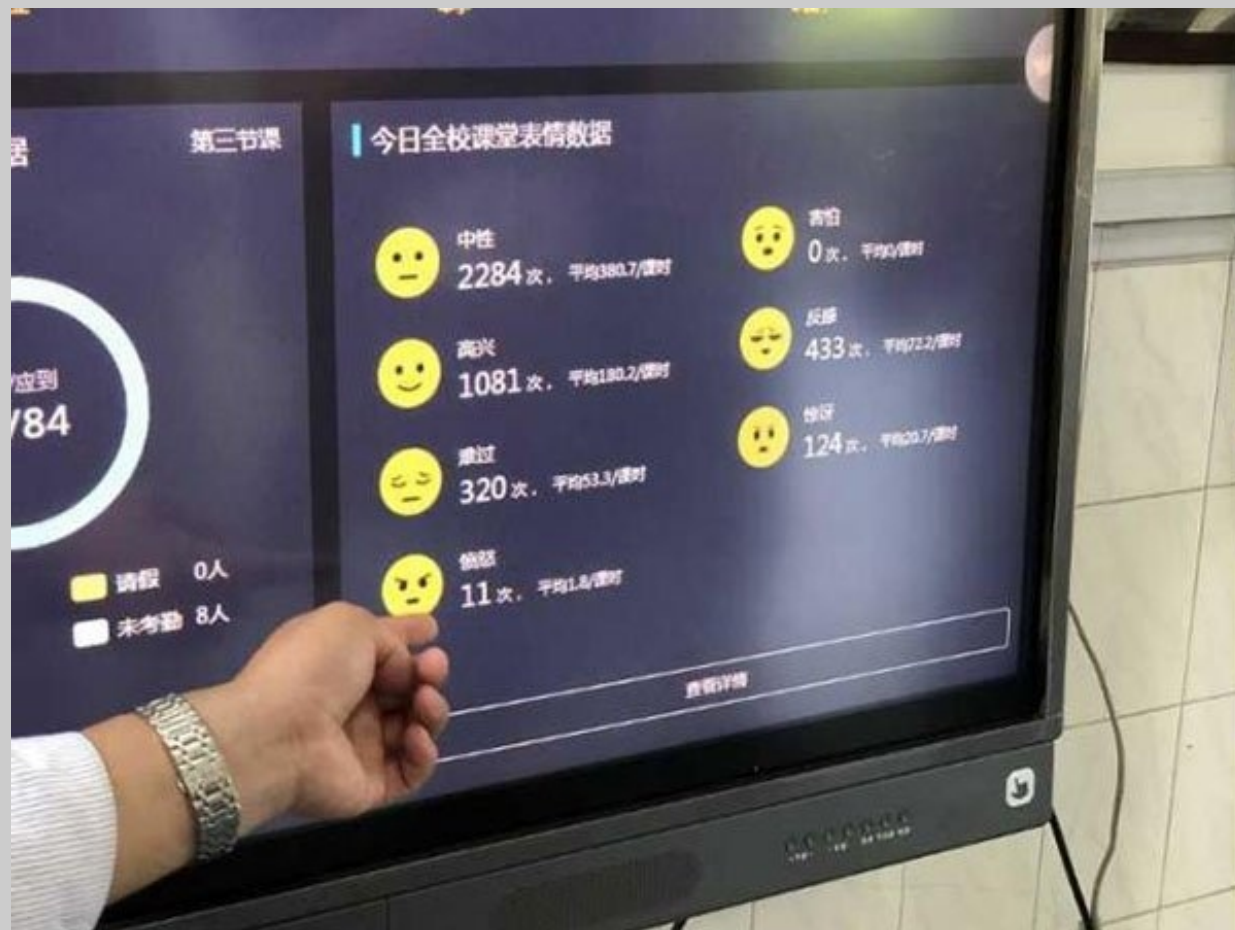 居
第三节课
/应到
/84
请假 0人
未考勤 8人
今日全校课堂表情数据
中性
2284次, 平均380.7/课时
高兴
1081次, 平均180.2/课时
难过
320次, 平均53.3/课时
愤怒
11次, 平均1.8/课时
害怕
0次, 平均0/课时
反感
433次, 平均72.2/课时
惊讶
124次, 平均20.7/课时
查看详情